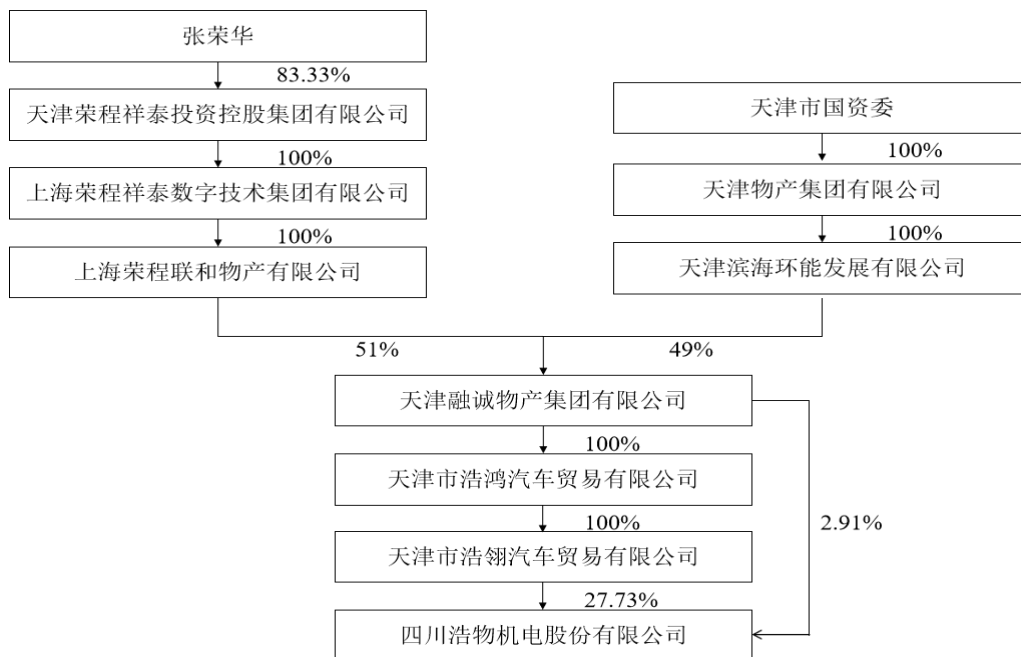 张荣华
83.33%
天津荣程祥泰投资控股集团有限公司
100%
上海荣程祥泰数字技术集团有限公司
100%
上海荣程联和物产有限公司
天津市国资委
100%
天津物产集团有限公司
100%
天津滨海环能发展有限公司
51%
49%
天津融诚物产集团有限公司
100%
天津市浩鸿汽车贸易有限公司
100%
2.91%
天津市浩翎汽车贸易有限公司
27.73%
四川浩物机电股份有限公司